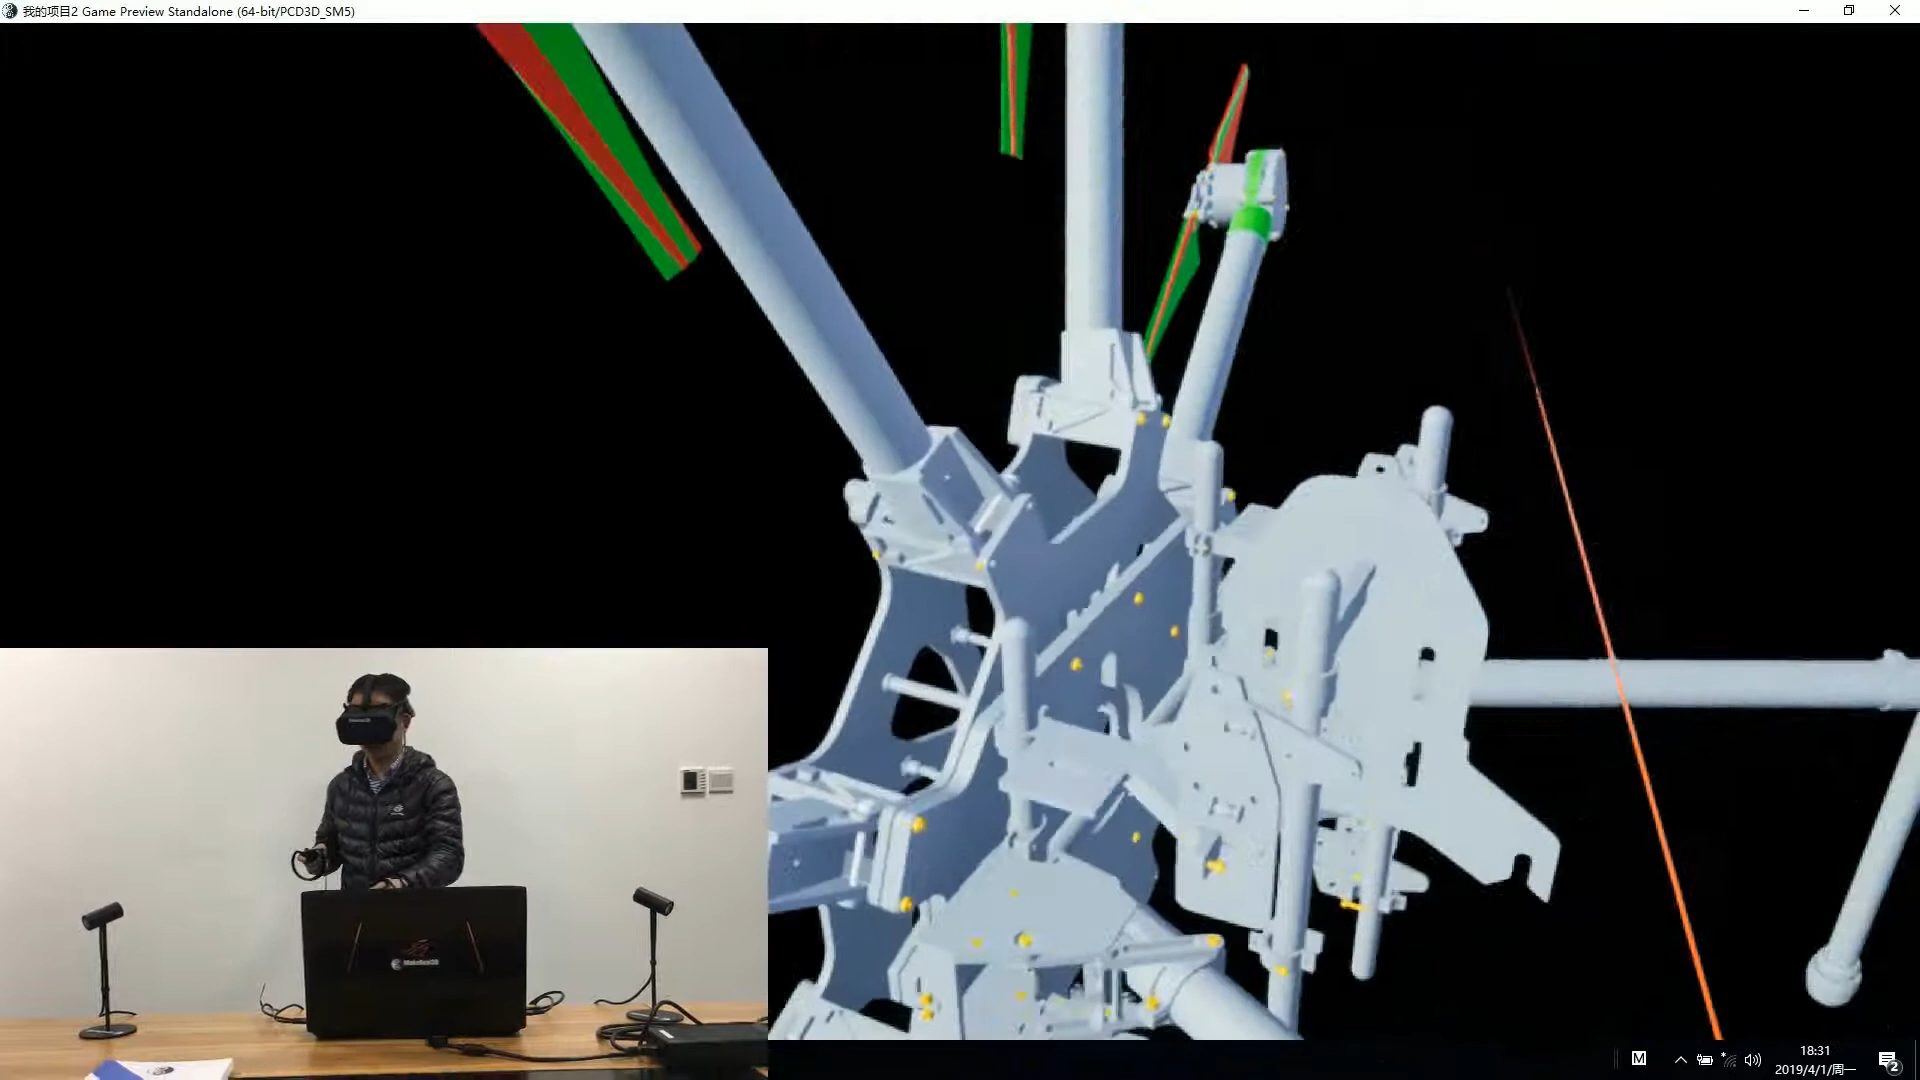 我的项目2 Game Preview Standalone (64-bit/PCD3D_SM5)
MakeReal3D
M
18:31
2019/4/1/周一
2